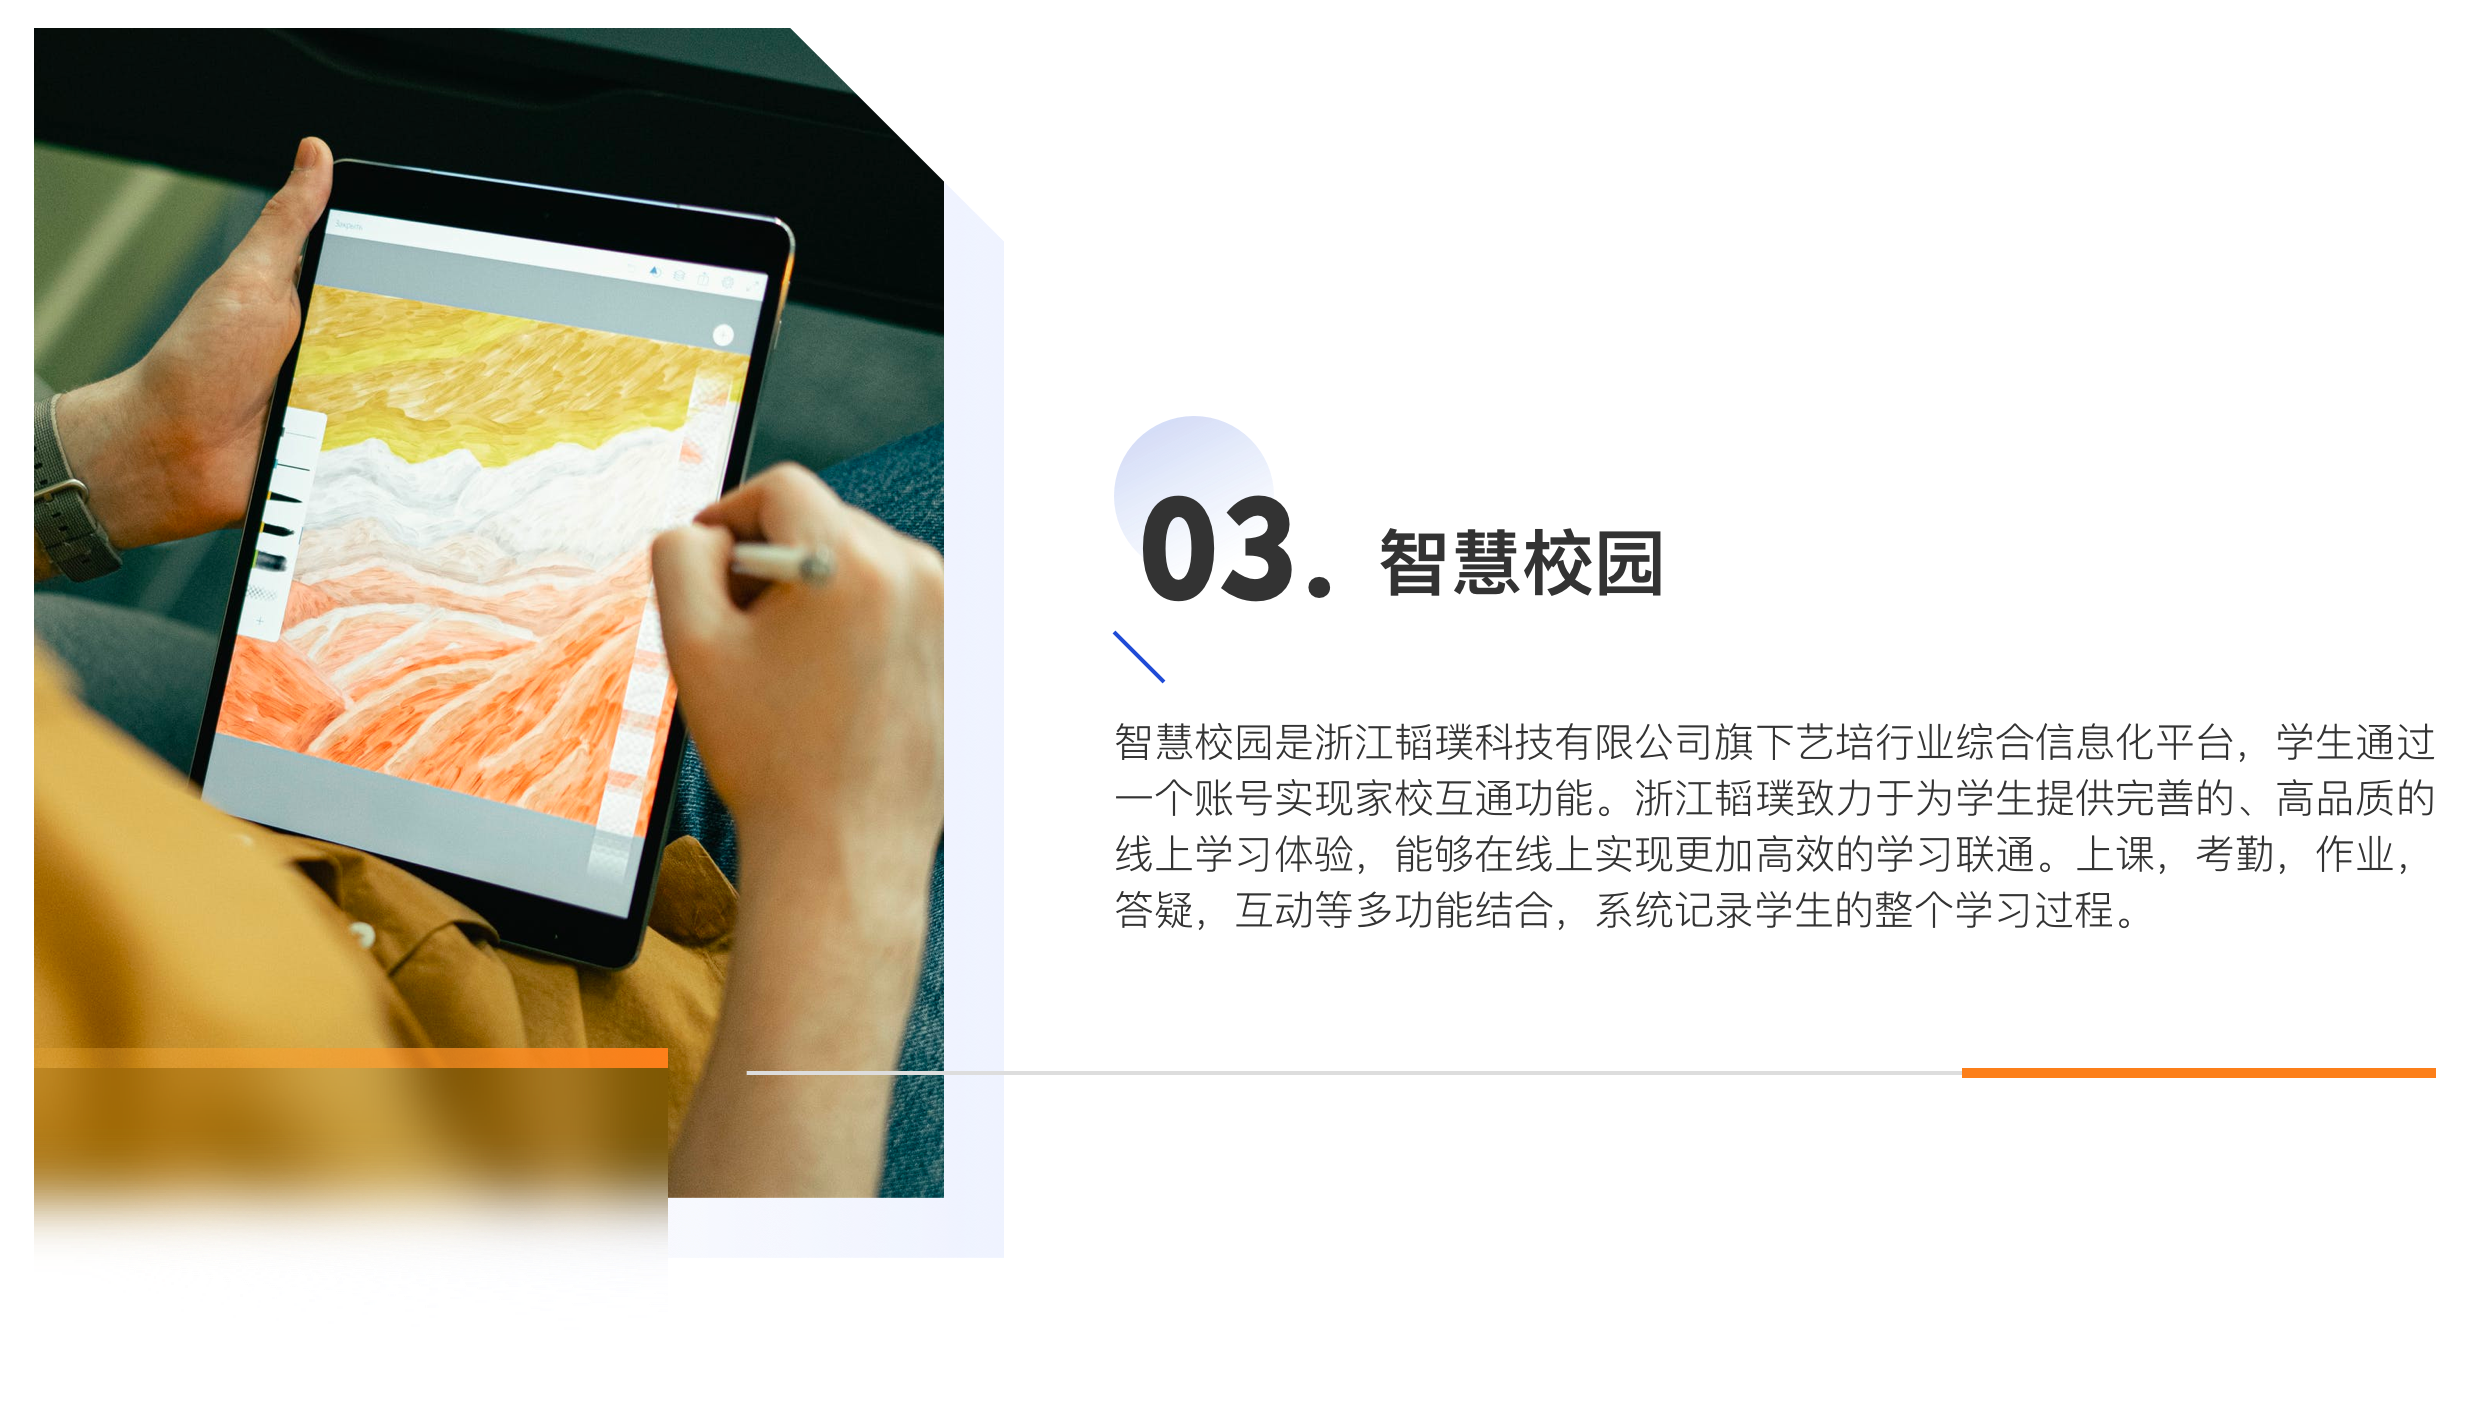 03. 智慧校园
智慧校园是浙江韬璞科技有限公司旗下艺培行业综合信息化平台，学生通过
一个账号实现家校互通功能。浙江韬璞致力于为学生提供完善的、高品质的
线上学习体验，能够在线上实现更加高效的学习联通。上课，考勤，作业，
答疑，互动等多功能结合，系统记录学生的整个学习过程。